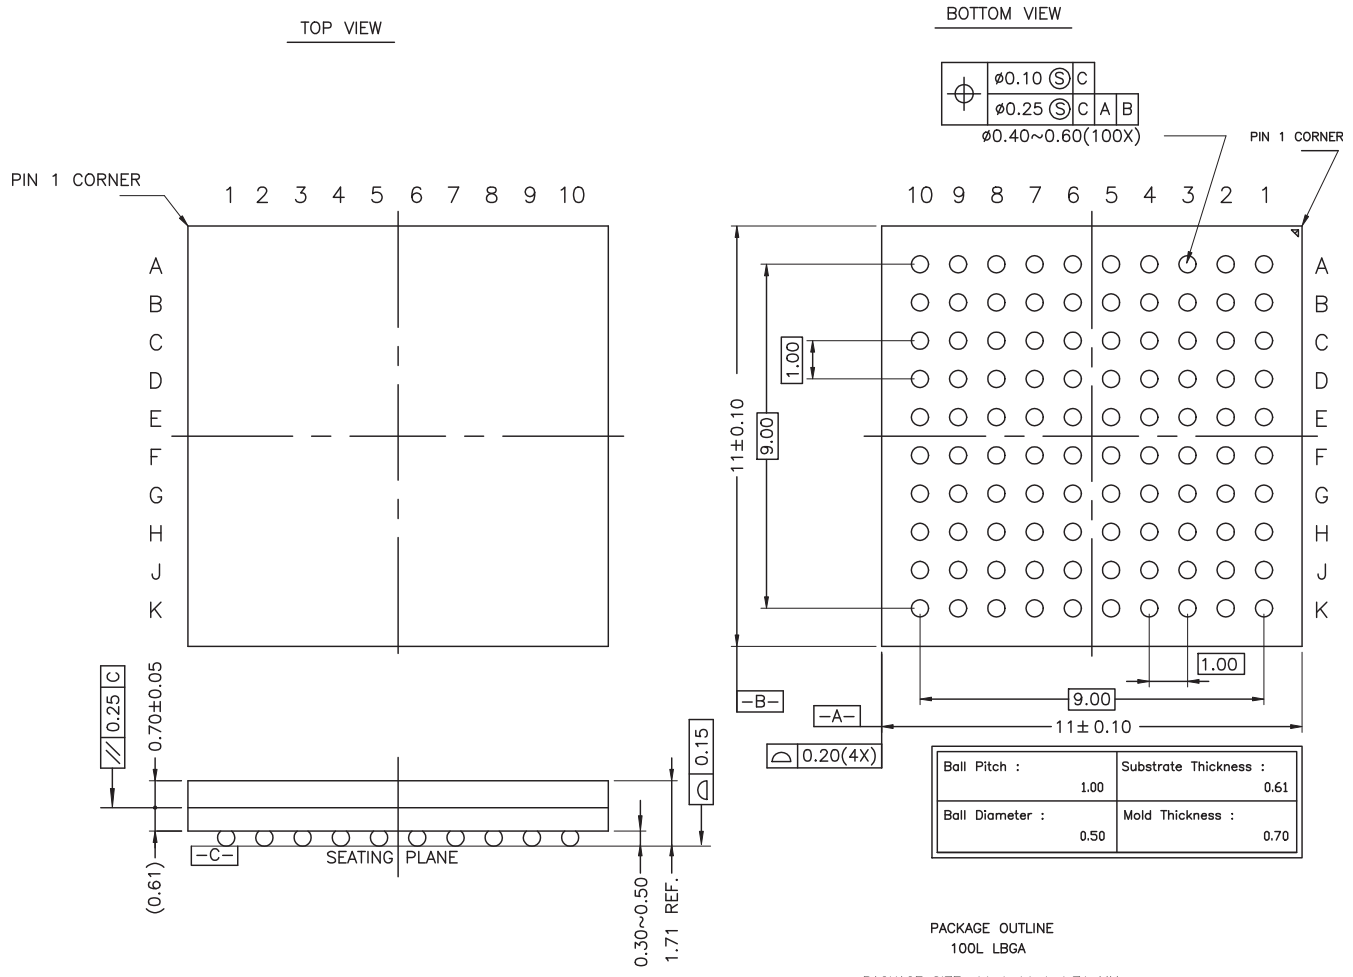 TOP VIEW
BOTTOM VIEW
⌀0.10 Ⓢ C
⌀0.25 Ⓢ C A B
⌀0.40~0.60(100X)
PIN 1 CORNER
PIN 1 CORNER
1 2 3 4 5 6 7 8 9 10
10 9 8 7 6 5 4 3 2 1
A
B
C
D
E
F
G
H
J
K
A
B
C
D
E
F
G
H
J
K
1.00
9.00
11±0.10
1.00
9.00
11±0.10
-B-
-A-
0.20(4X)
// 0.25 C
0.70±0.05
(0.61)
-C-
SEATING PLANE
0.15
0.30~0.50
1.71 REF.
Ball Pitch : 1.00
Substrate Thickness : 0.61
Ball Diameter : 0.50
Mold Thickness : 0.70
PACKAGE OUTLINE
100L LBGA